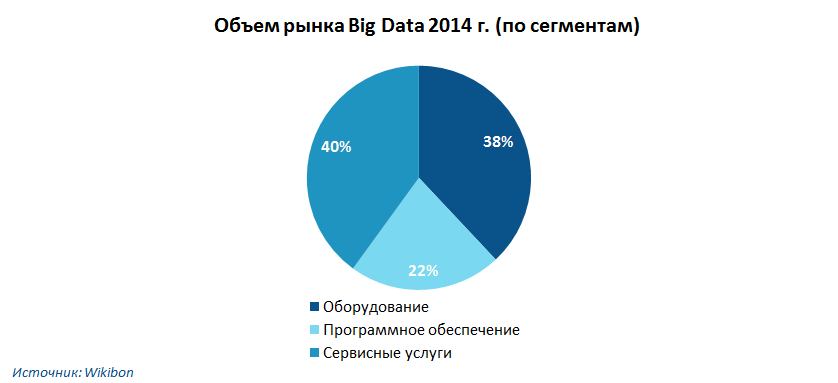 Объем рынка Big Data 2014 г. (по сегментам)
40%
38%
22%
Оборудование
Программное обеспечение
Сервисные услуги
Источник: Wikibon